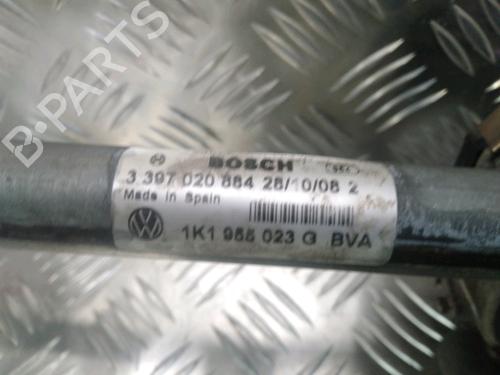 BOSCH
3 397 020 884 28/10/08 2
Made in Spain
1K1 955 023 G BVA
B-PARTS